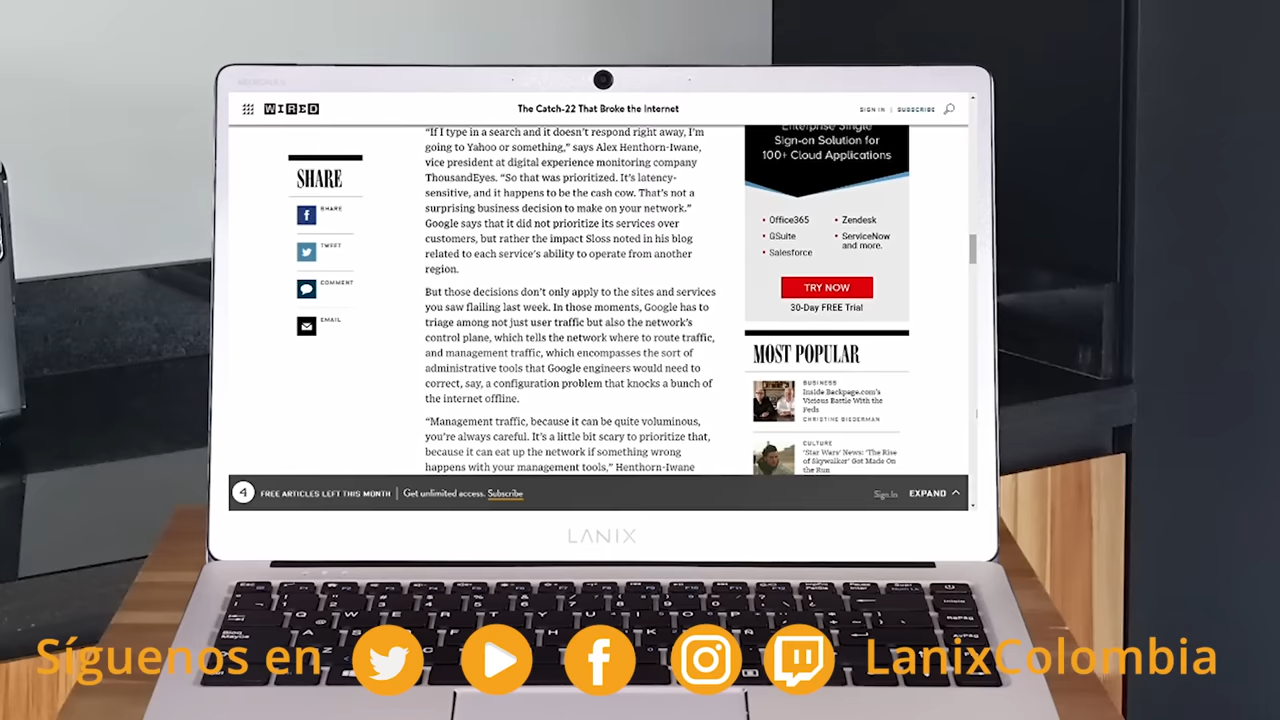 WIRED
The Catch-22 That Broke the Internet
SIGN IN | SUBSCRIBE
SHARE
SHARE
TWEET
COMMENT
EMAIL
“If I type in a search and it doesn’t respond right away, I’m
going to Yahoo or something,” says Alex Henthorn-Iwane,
vice president at digital experience monitoring company
ThousandEyes. “So that was prioritized. It’s latency-
sensitive, and it happens to be the cash cow. That’s not a
surprising business decision to make on your network.”
Google says that it did not prioritize its services over
customers, but rather the impact Sloss noted in his blog
related to each service’s ability to operate from another
region.
But those decisions don’t only apply to the sites and services
you saw flailing last week. In those moments, Google has to
triage among not just user traffic but also the network’s
control plane, which tells the network where to route traffic,
and management traffic, which encompasses the sort of
administrative tools that Google engineers would need to
correct, say, a configuration problem that knocks a bunch of
the internet offline.
“Management traffic, because it can be quite voluminous,
you’re always careful. It’s a little bit scary to prioritize that,
because it can eat up the network if something wrong
happens with your management tools,” Henthorn-Iwane
Enterprise Single
Sign-on Solution for
100+ Cloud Applications
• Office365
• GSuite
• Salesforce
• Zendesk
• ServiceNow
and more.
TRY NOW
30-Day FREE Trial
MOST POPULAR
BUSINESS
Inside Backpage.com’s
Vicious Battle With the
Feds
CHRISTINE BIEDERMAN
CULTURE
‘Star Wars’ News: ‘The Rise
of Skywalker’ Got Made On
the Run
4 FREE ARTICLES LEFT THIS MONTH | Get unlimited access. Subscribe
Sign In EXPAND
LANIX
Síguenos en
LanixColombia